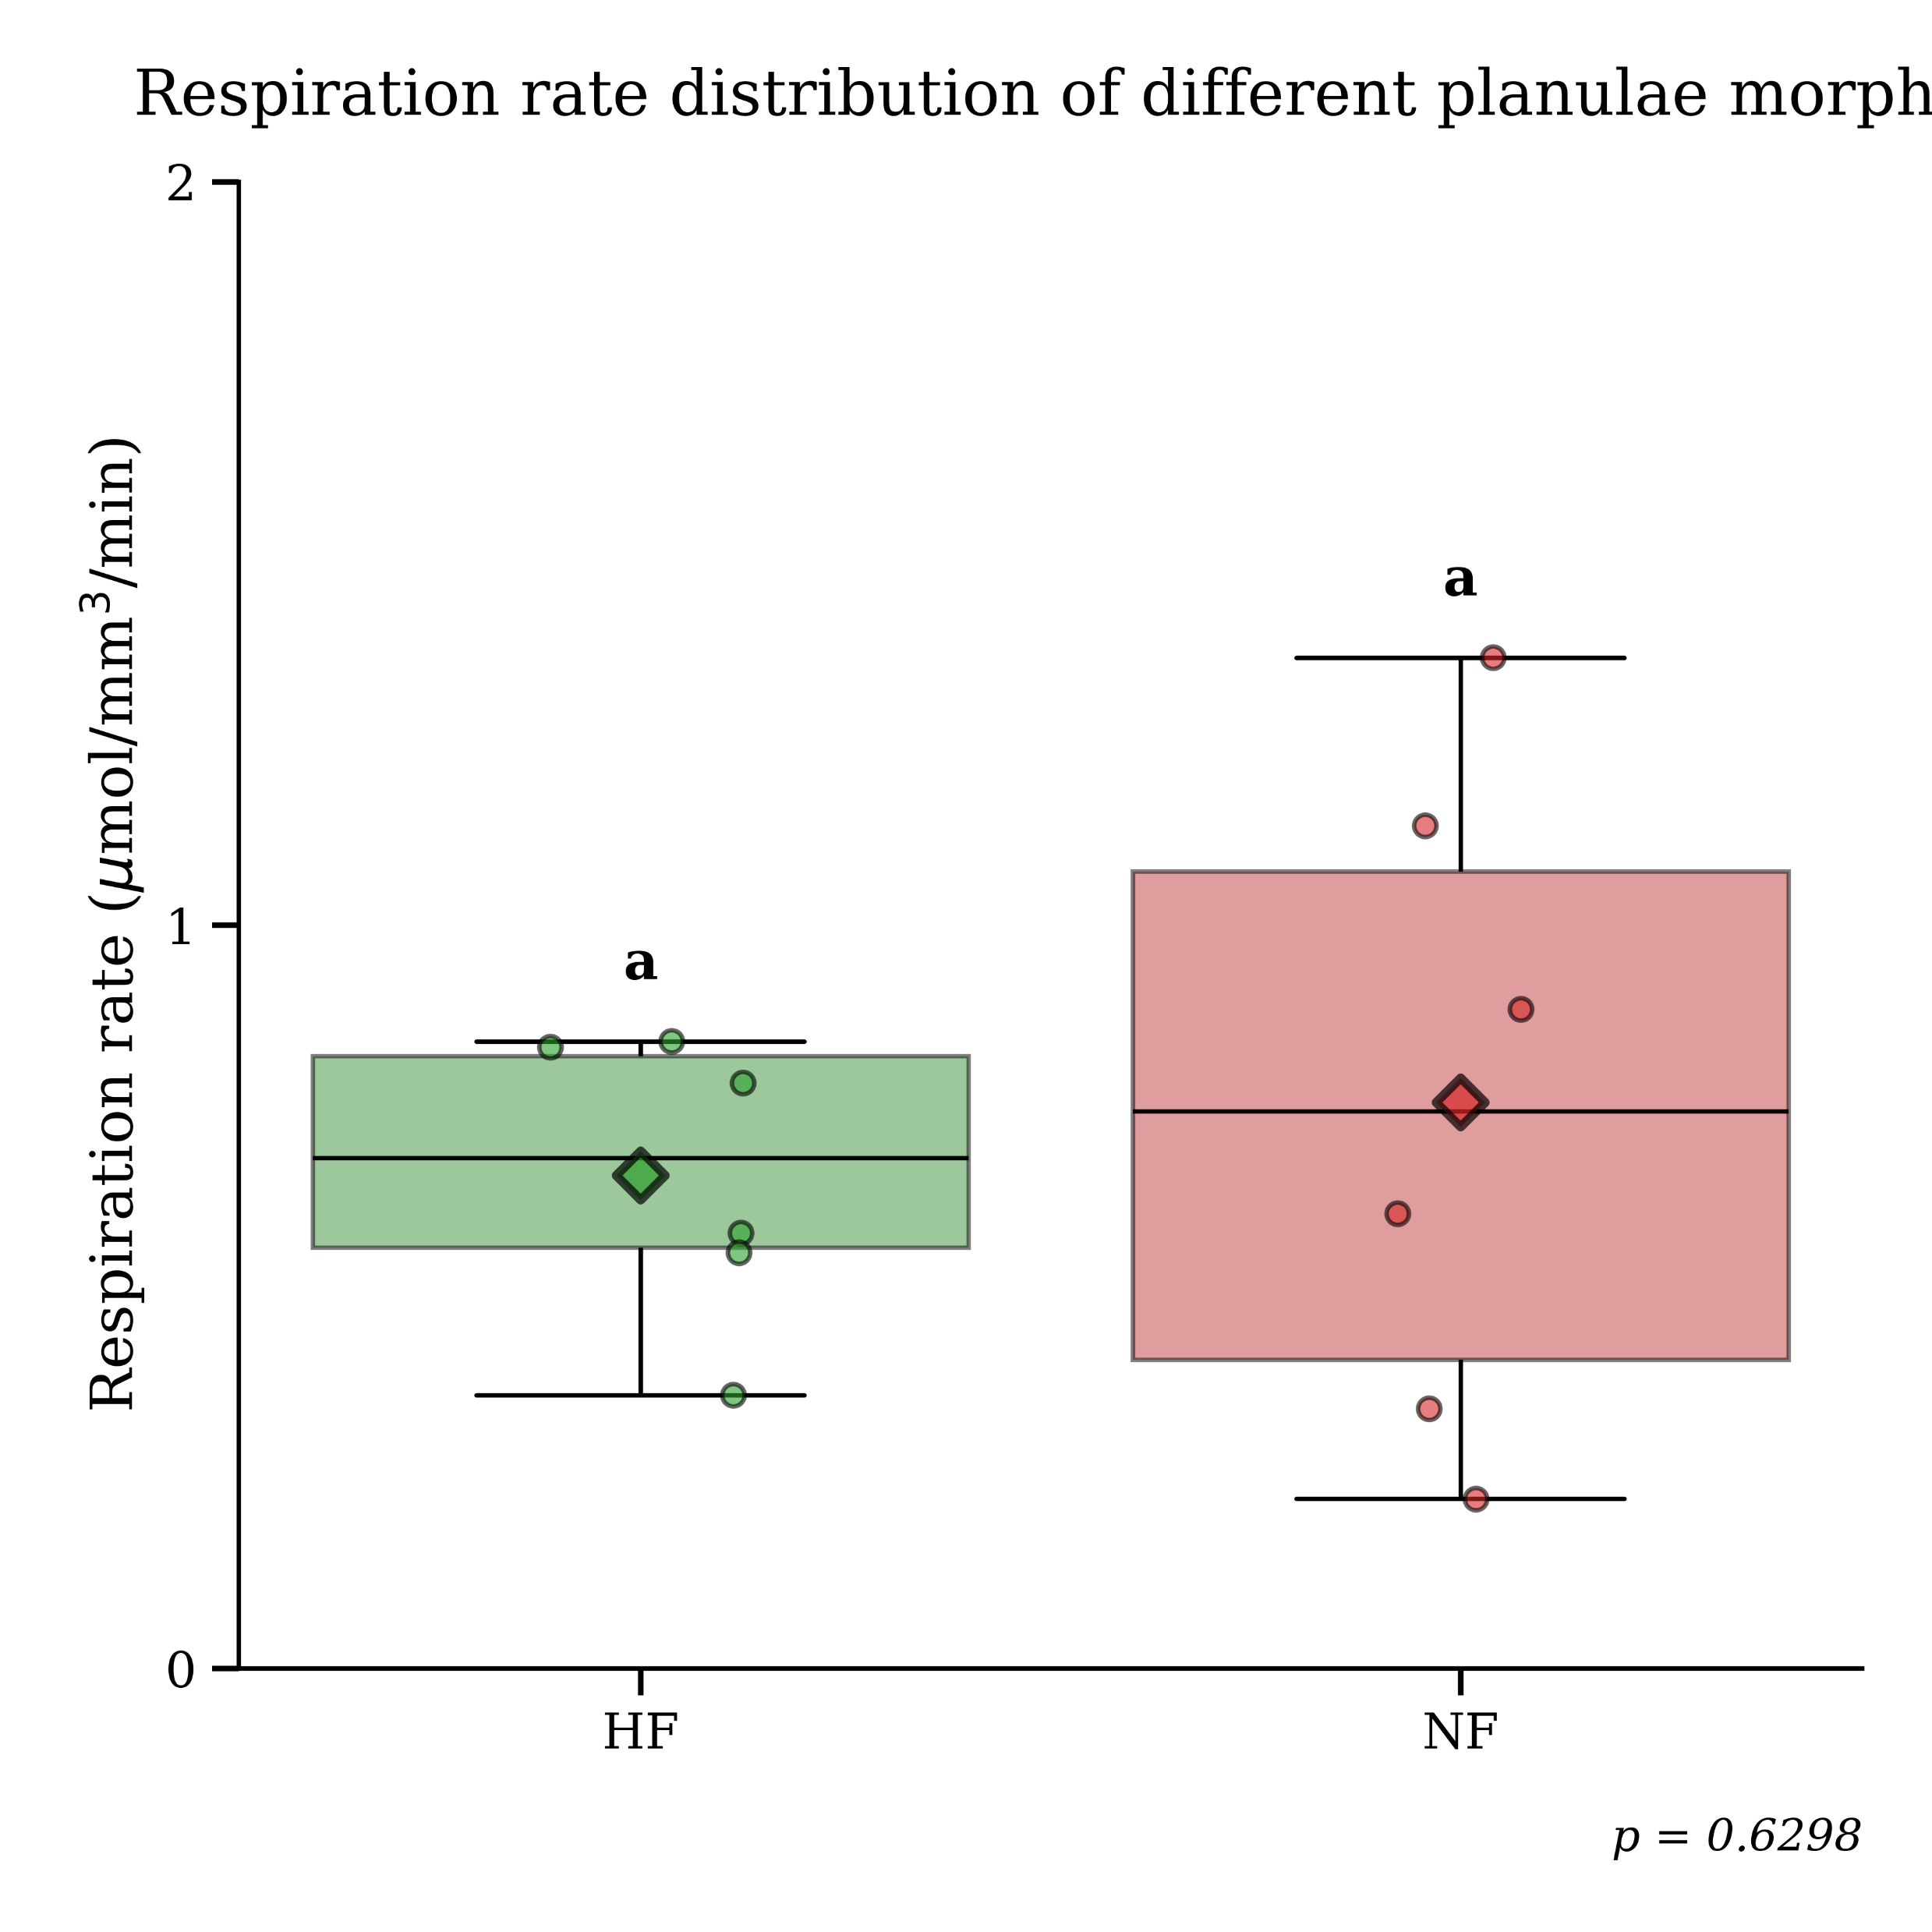 Respiration rate distribution of different planulae morph
Respiration rate (μmol/mm³/min)
2
1
0
a
a
HF
NF
p = 0.6298